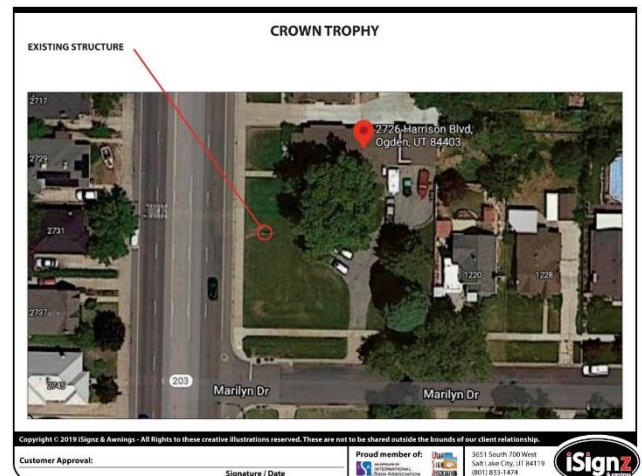 CROWN TROPHY
EXISTING STRUCTURE
2717
2729
2731
2737
2745
2726 Harrison Blvd,
Ogden, UT 84403
1220
1228
203
Marilyn Dr
Marilyn Dr
Copyright © 2019 iSignz & Awnings - All Rights to these creative illustrations reserved. These are not to be shared outside the bounds of our client relationship.
Customer Approval:
Signature / Date
Proud member of:
INTERNATIONAL
SIGN ASSOCIATION
3651 South 700 West
Salt Lake City, UT 84119
(801) 833-1474
iSignz